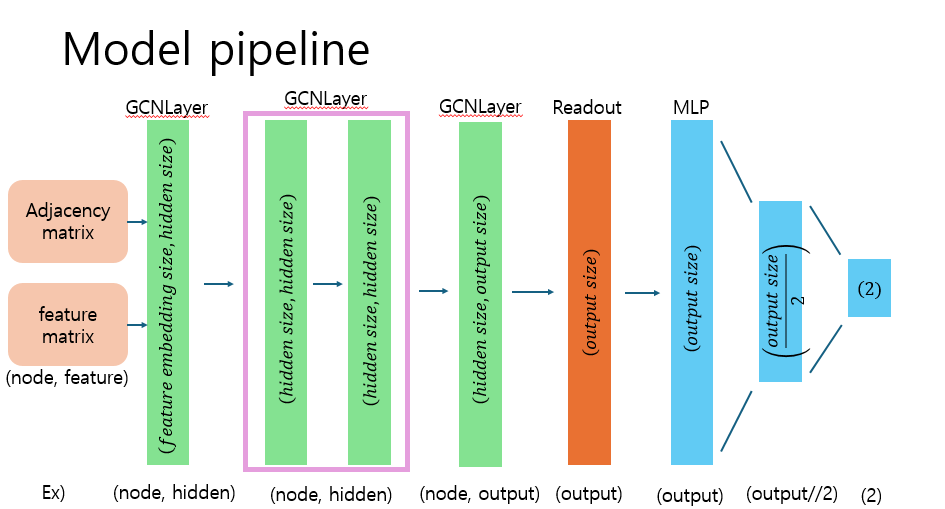 Model pipeline
GCNLayer
GCNLayer
GCNLayer
Readout
MLP
Adjacency
matrix
feature
matrix
(node, feature)
(feature embedding size, hidden size)
(hidden size, hidden size)
(hidden size, hidden size)
(hidden size, output size)
(output size)
(output size)
(output size
2)
(2)
Ex)
(node, hidden)
(node, hidden)
(node, output)
(output)
(output)
(output//2)
(2)